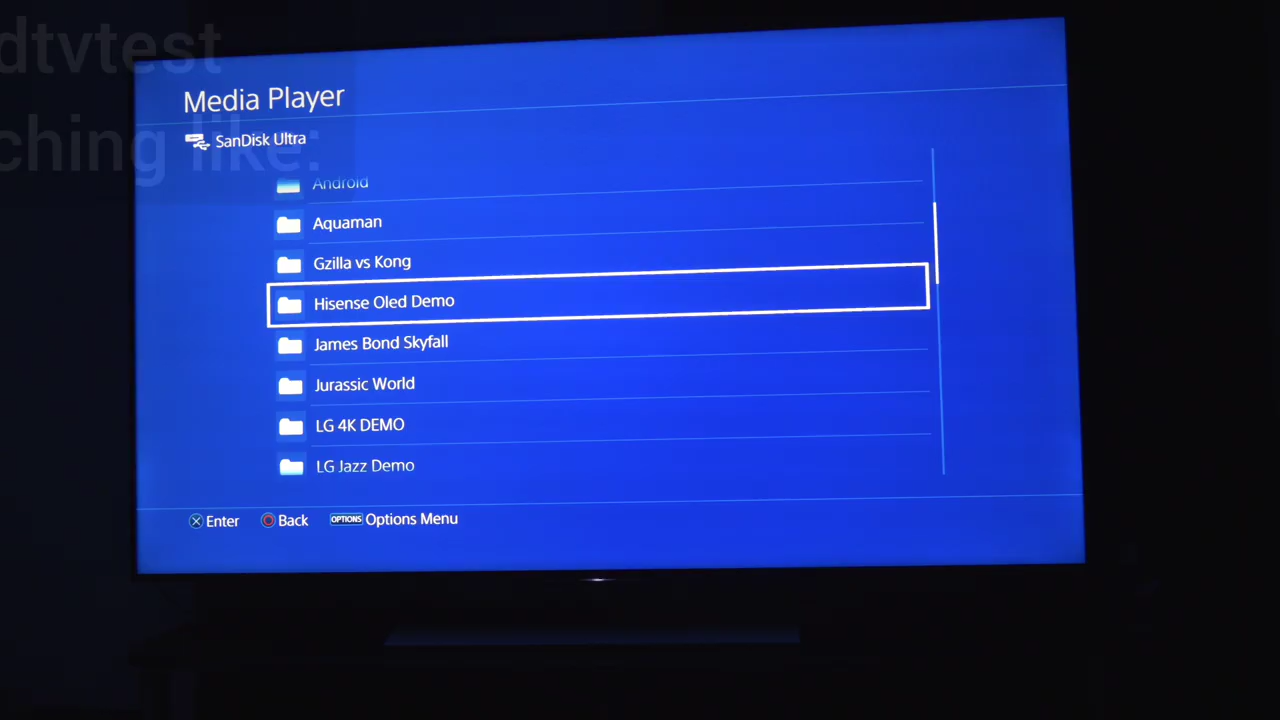 dtvtest
ching like:
Media Player
SanDisk Ultra
Android
Aquaman
Gzilla vs Kong
Hisense Oled Demo
James Bond Skyfall
Jurassic World
LG 4K DEMO
LG Jazz Demo
Enter
Back
OPTIONS Options Menu